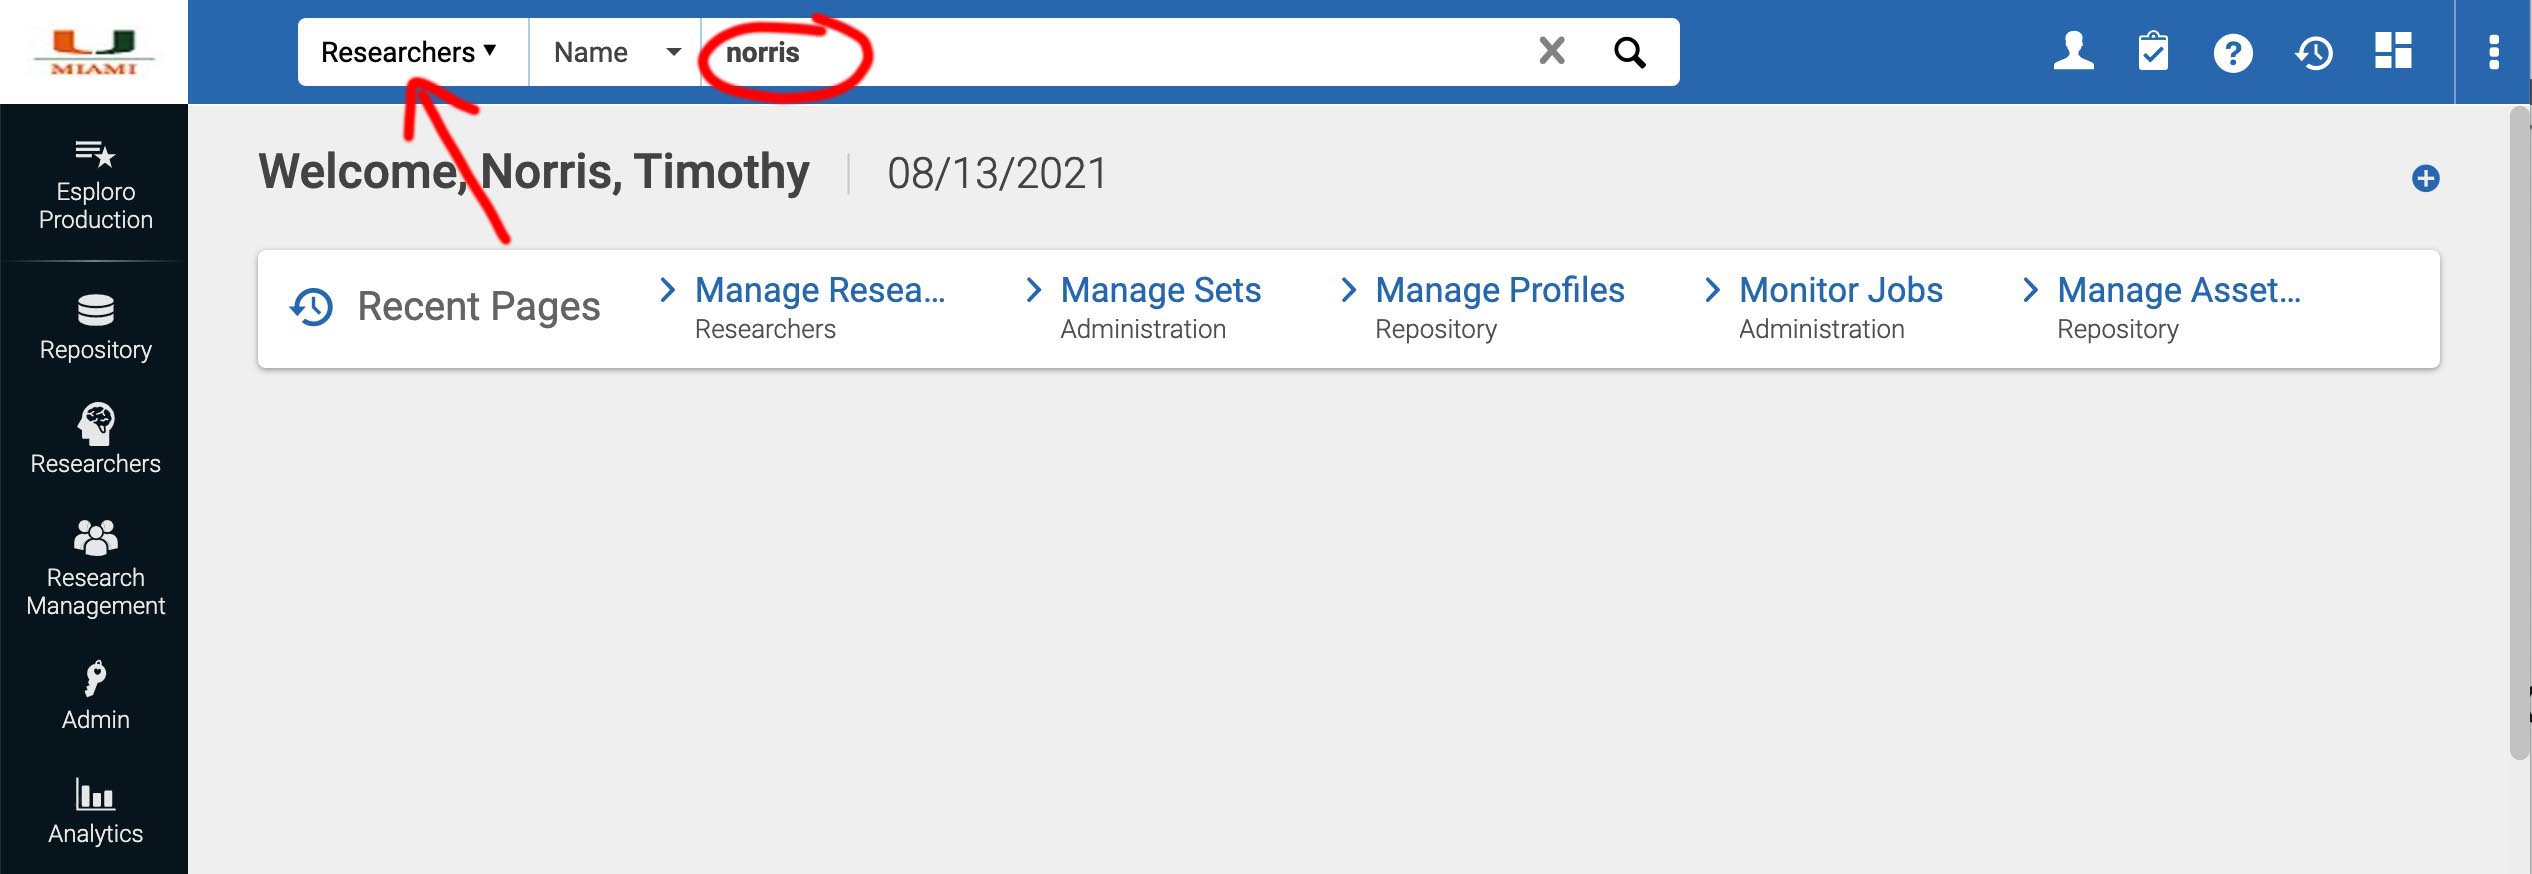 MIAMI
Researchers Name norris
Esploro
Production
Repository
Researchers
Research
Management
Admin
Analytics
Welcome, Norris, Timothy 08/13/2021
Recent Pages
Manage Resea...
Researchers
Manage Sets
Administration
Manage Profiles
Repository
Monitor Jobs
Administration
Manage Asset...
Repository